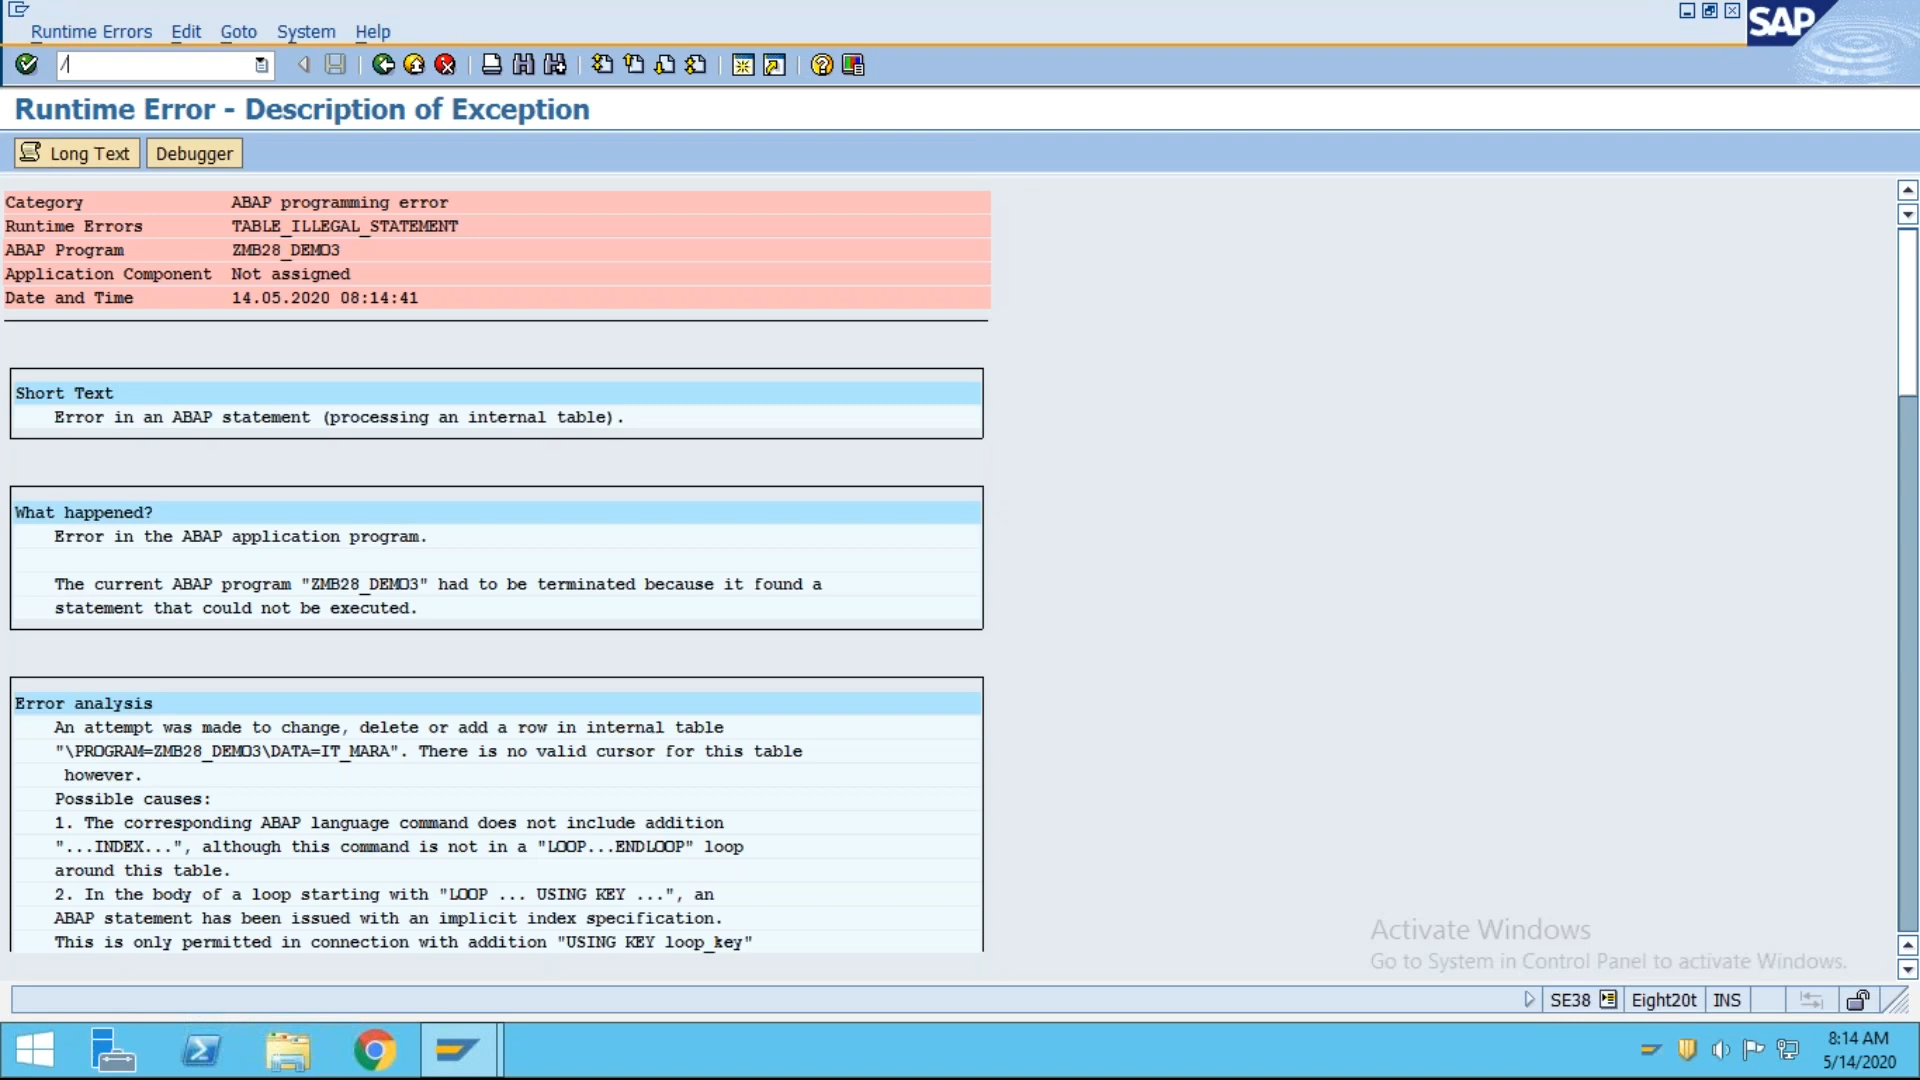 Runtime Errors Edit Goto System Help
SAP
/
Runtime Error - Description of Exception
Long Text Debugger
Category ABAP programming error
Runtime Errors TABLE_ILLEGAL_STATEMENT
ABAP Program ZMB28_DEMO3
Application Component Not assigned
Date and Time 14.05.2020 08:14:41
Short Text
Error in an ABAP statement (processing an internal table).
What happened?
Error in the ABAP application program.
The current ABAP program "ZMB28_DEMO3" had to be terminated because it found a
statement that could not be executed.
Error analysis
An attempt was made to change, delete or add a row in internal table
"\PROGRAM=ZMB28_DEMO3\DATA=IT_MARA". There is no valid cursor for this table
however.
Possible causes:
1. The corresponding ABAP language command does not include addition
"...INDEX...", although this command is not in a "LOOP...ENDLOOP" loop
around this table.
2. In the body of a loop starting with "LOOP ... USING KEY ...", an
ABAP statement has been issued with an implicit index specification.
This is only permitted in connection with addition "USING KEY loop_key"
Activate Windows
Go to System in Control Panel to activate Windows.
SE38 Eight20t INS
8:14 AM
5/14/2020